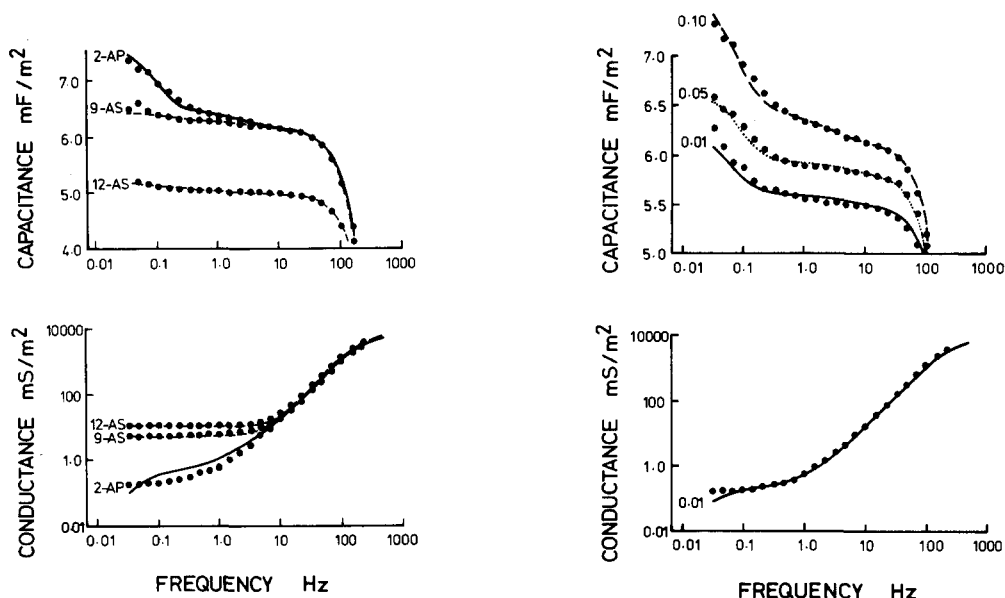 CAPACITANCE mF/m²
7.0
6.0
5.0
4.0
2-AP
9-AS
12-AS
0.01 0.1 1.0 10 100 1000
CAPACITANCE mF/m²
7.0
6.5
6.0
5.5
5.0
0.10
0.05
0.01
0.01 0.1 1.0 10 100 1000
CONDUCTANCE mS/m²
10000
100
1.0
0.01
12-AS
9-AS
2-AP
0.01 0.1 1.0 10 100 1000
FREQUENCY Hz
CONDUCTANCE mS/m²
10000
100
1.0
0.01
0.01
0.01 0.1 1.0 10 100 1000
FREQUENCY Hz